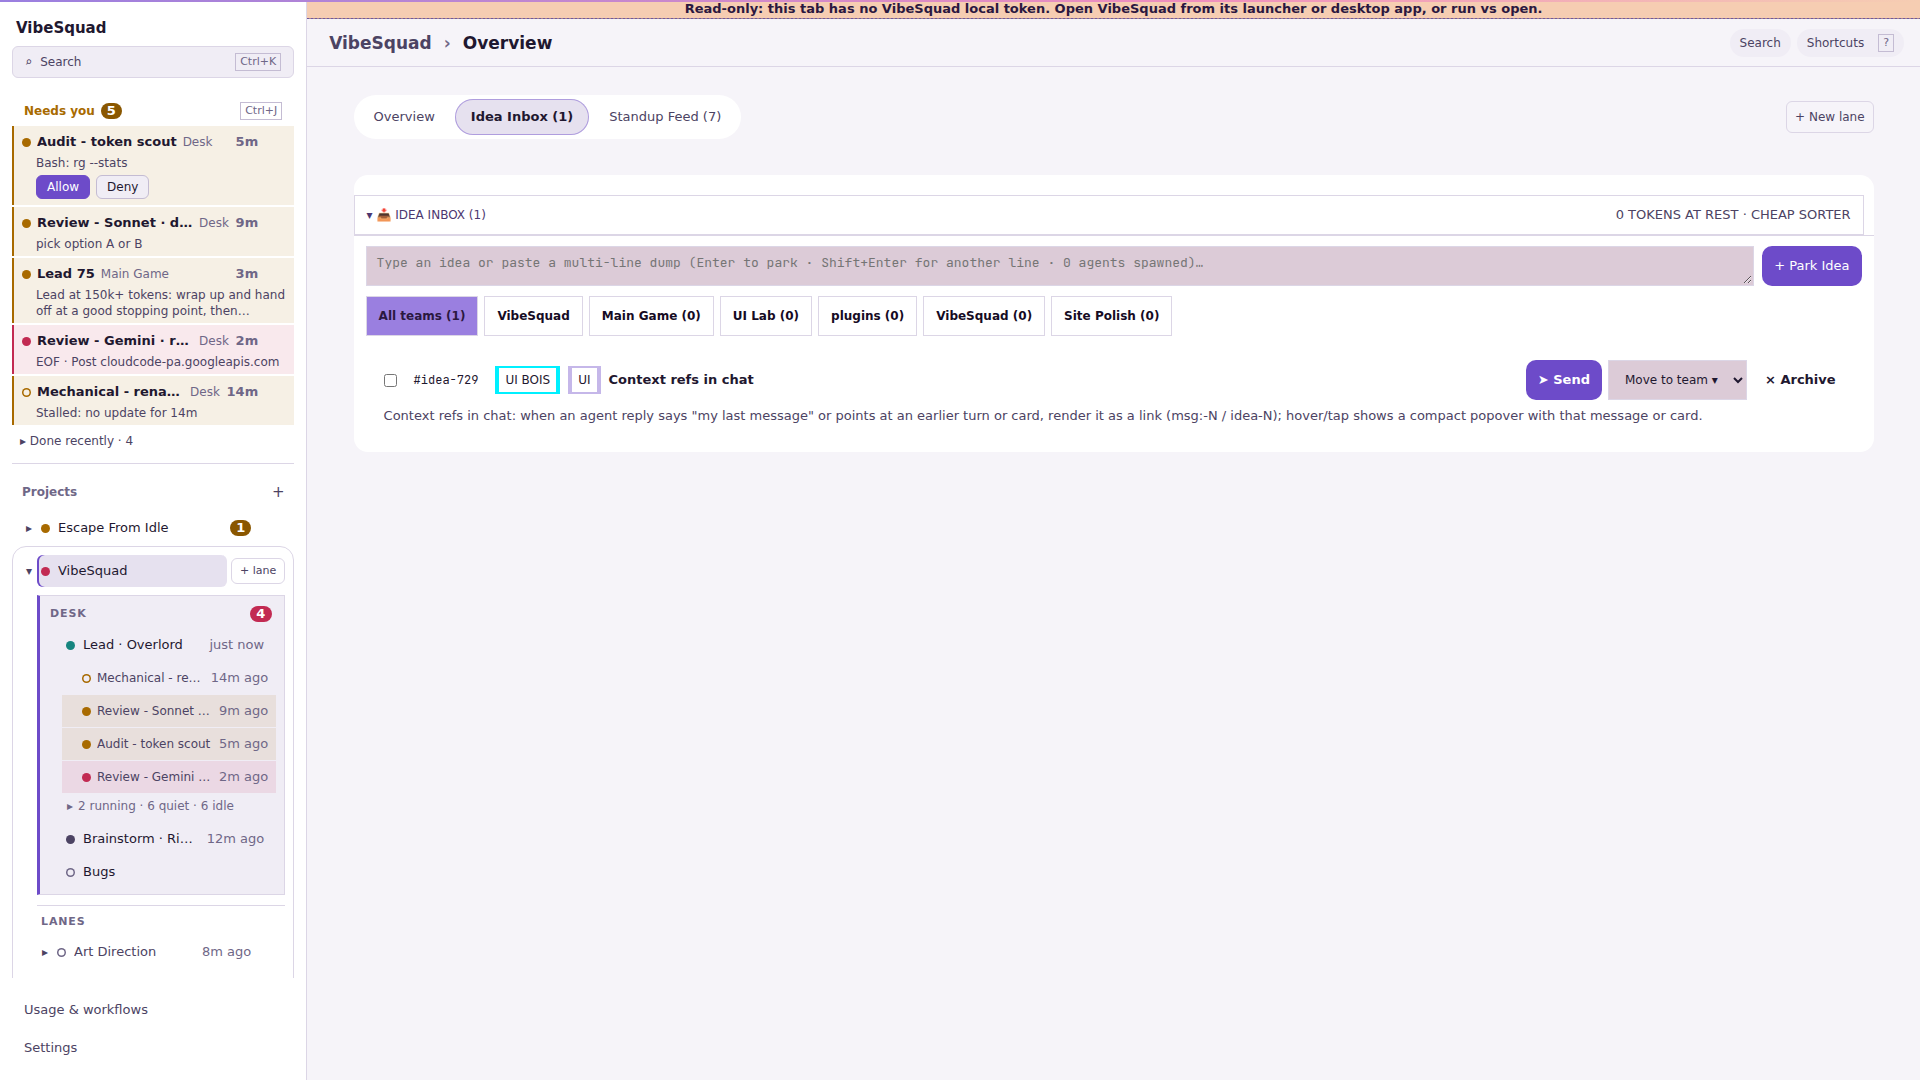 VibeSquad
Search Ctrl+K
Needs you 5 Ctrl+J
Audit - token scout Desk 5m
Bash: rg --stats
Allow Deny
Review - Sonnet · d… Desk 9m
pick option A or B
Lead 75 Main Game 3m
Lead at 150k+ tokens: wrap up and hand
off at a good stopping point, then…
Review - Gemini · r… Desk 2m
EOF · Post cloudcode-pa.googleapis.com
Mechanical - rena… Desk 14m
Stalled: no update for 14m
▸ Done recently · 4
Projects +
▸ Escape From Idle 1
▾ VibeSquad + lane
DESK 4
Lead · Overlord just now
Mechanical - re… 14m ago
Review - Sonnet … 9m ago
Audit - token scout 5m ago
Review - Gemini … 2m ago
▸ 2 running · 6 quiet · 6 idle
Brainstorm · Ri… 12m ago
Bugs
LANES
▸ Art Direction 8m ago
Usage & workflows
Settings
Read-only: this tab has no VibeSquad local token. Open VibeSquad from its launcher or desktop app, or run vs open.
VibeSquad › Overview Search Shortcuts ?
Overview Idea Inbox (1) Standup Feed (7) + New lane
▾ 📥 IDEA INBOX (1) 0 TOKENS AT REST · CHEAP SORTER
Type an idea or paste a multi-line dump (Enter to park · Shift+Enter for another line · 0 agents spawned)… + Park Idea
All teams (1) VibeSquad Main Game (0) UI Lab (0) plugins (0) VibeSquad (0) Site Polish (0)
#idea-729 UI BOIS UI Context refs in chat ➤ Send Move to team ▾ × Archive
Context refs in chat: when an agent reply says "my last message" or points at an earlier turn or card, render it as a link (msg:-N / idea-N); hover/tap shows a compact popover with that message or card.